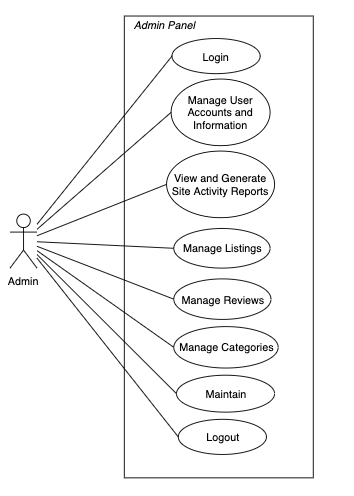 Admin Panel
Login
Manage User
Accounts and
Information
View and Generate
Site Activity Reports
Manage Listings
Admin
Manage Reviews
Manage Categories
Maintain
Logout